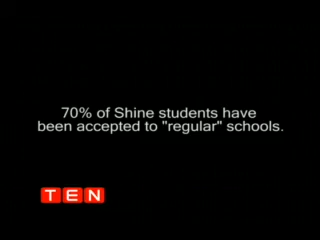 70% of Shine students have
been accepted to "regular" schools.
TEN